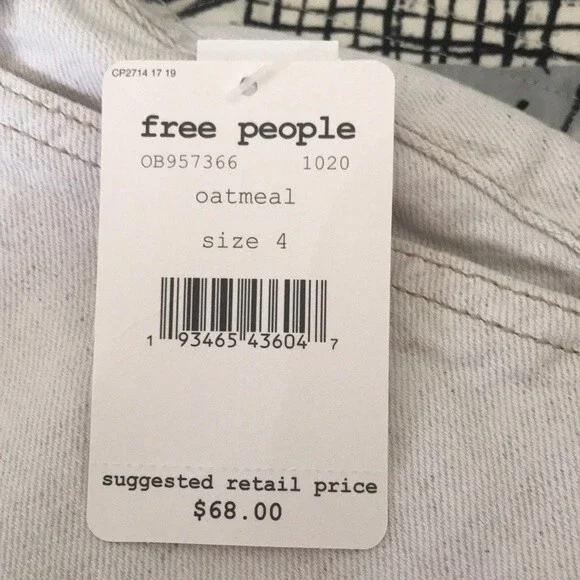 CP2714 17 19
free people
OB957366 1020
oatmeal
size 4
1 93465 43604 7
suggested retail price
$68.00